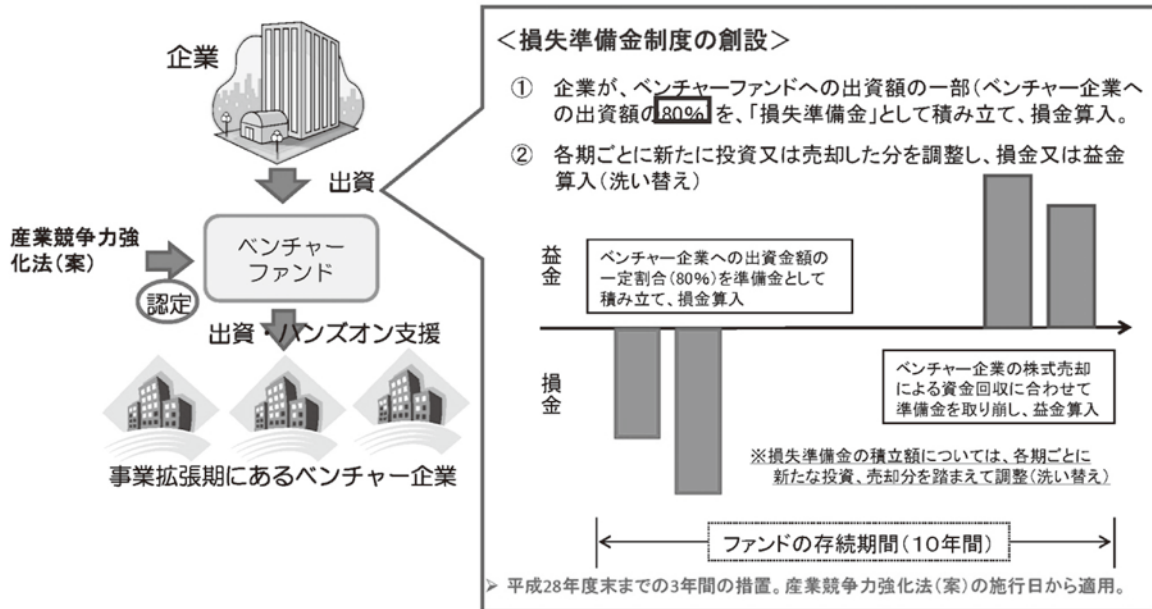 企業
出資
産業競争力強
化法(案)
認定
ベンチャー
ファンド
出資・ハンズオン支援
事業拡張期にあるベンチャー企業
＜損失準備金制度の創設＞
① 企業が、ベンチャーファンドへの出資額の一部(ベンチャー企業へ
の出資額の80%を、「損失準備金」として積み立て、損金算入。
② 各期ごとに新たに投資又は売却した分を調整し、損金又は益金
算入(洗い替え)
益金
ベンチャー企業への出資金額の
一定割合(80%)を準備金として
積み立て、損金算入
損金
ベンチャー企業の株式売却
による資金回収に合わせて
準備金を取り崩し、益金算入
※損失準備金の積立額については、各期ごとに
新たな投資、売却分を踏まえて調整(洗い替え)
ファンドの存続期間(10年間)
➢ 平成28年度末までの3年間の措置。産業競争力強化法(案)の施行日から適用。